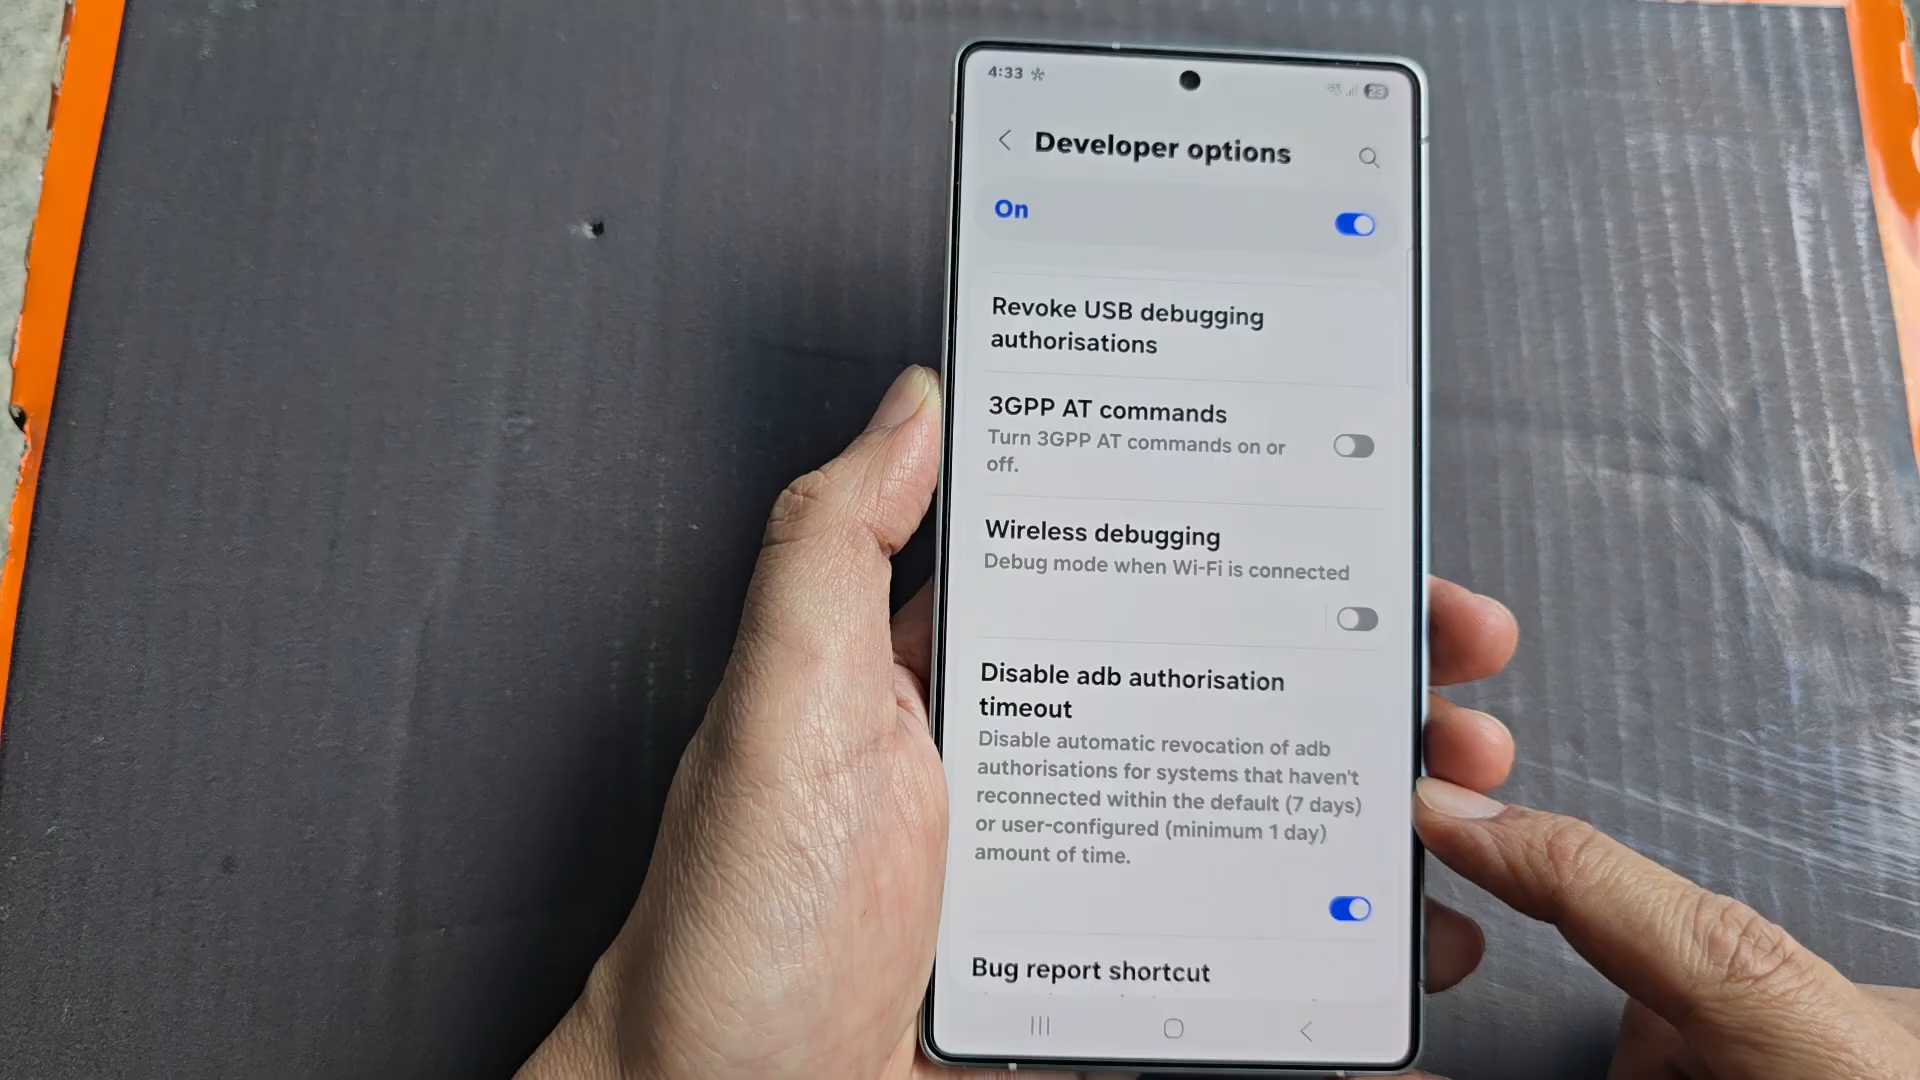 4:33
23
Developer options
On
Revoke USB debugging
authorisations
3GPP AT commands
Turn 3GPP AT commands on or
off.
Wireless debugging
Debug mode when Wi-Fi is connected
Disable adb authorisation
timeout
Disable automatic revocation of adb
authorisations for systems that haven't
reconnected within the default (7 days)
or user-configured (minimum 1 day)
amount of time.
Bug report shortcut